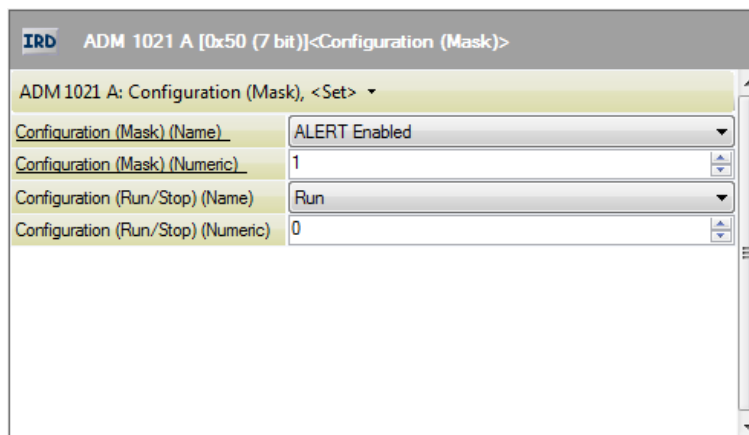 IRD ADM 1021 A [0x50 (7 bit)]<Configuration (Mask)>
ADM 1021 A: Configuration (Mask), <Set>
Configuration (Mask) (Name) ALERT Enabled
Configuration (Mask) (Numeric) 1
Configuration (Run/Stop) (Name) Run
Configuration (Run/Stop) (Numeric) 0